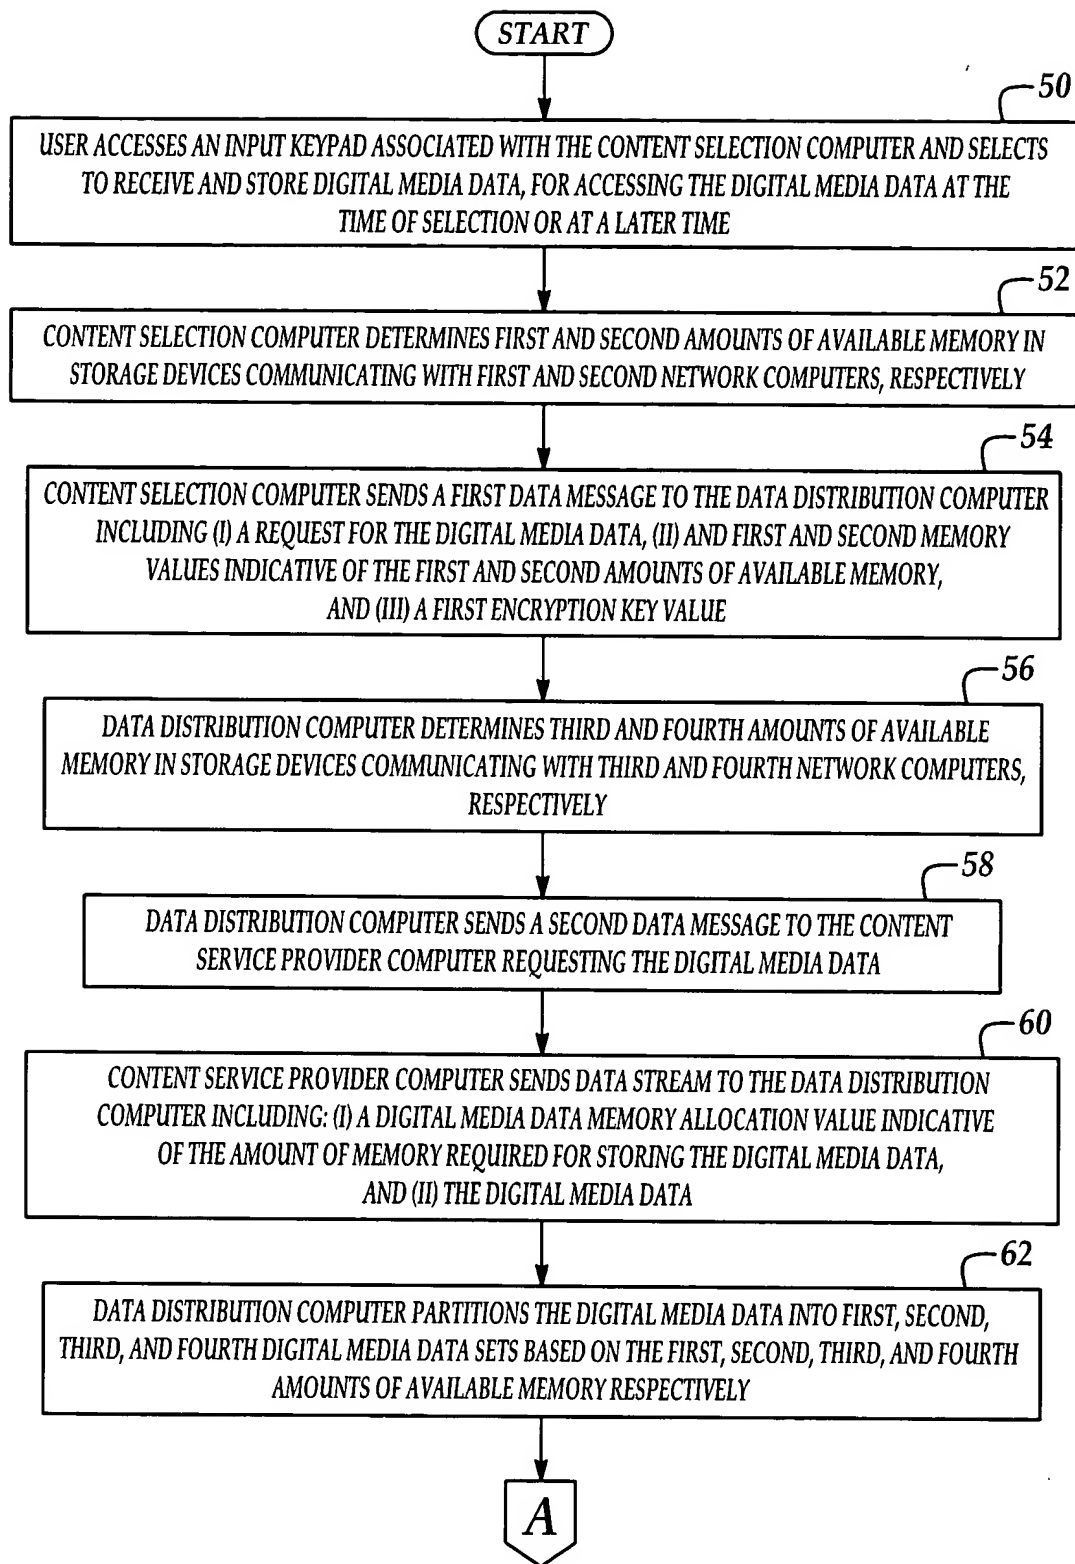 START
50
USER ACCESSES AN INPUT KEYPAD ASSOCIATED WITH THE CONTENT SELECTION COMPUTER AND SELECTS
TO RECEIVE AND STORE DIGITAL MEDIA DATA, FOR ACCESSING THE DIGITAL MEDIA DATA AT THE
TIME OF SELECTION OR AT A LATER TIME
52
CONTENT SELECTION COMPUTER DETERMINES FIRST AND SECOND AMOUNTS OF AVAILABLE MEMORY IN
STORAGE DEVICES COMMUNICATING WITH FIRST AND SECOND NETWORK COMPUTERS, RESPECTIVELY
54
CONTENT SELECTION COMPUTER SENDS A FIRST DATA MESSAGE TO THE DATA DISTRIBUTION COMPUTER
INCLUDING (I) A REQUEST FOR THE DIGITAL MEDIA DATA, (II) AND FIRST AND SECOND MEMORY
VALUES INDICATIVE OF THE FIRST AND SECOND AMOUNTS OF AVAILABLE MEMORY,
AND (III) A FIRST ENCRYPTION KEY VALUE
56
DATA DISTRIBUTION COMPUTER DETERMINES THIRD AND FOURTH AMOUNTS OF AVAILABLE
MEMORY IN STORAGE DEVICES COMMUNICATING WITH THIRD AND FOURTH NETWORK COMPUTERS,
RESPECTIVELY
58
DATA DISTRIBUTION COMPUTER SENDS A SECOND DATA MESSAGE TO THE CONTENT
SERVICE PROVIDER COMPUTER REQUESTING THE DIGITAL MEDIA DATA
60
CONTENT SERVICE PROVIDER COMPUTER SENDS DATA STREAM TO THE DATA DISTRIBUTION
COMPUTER INCLUDING: (I) A DIGITAL MEDIA DATA MEMORY ALLOCATION VALUE INDICATIVE
OF THE AMOUNT OF MEMORY REQUIRED FOR STORING THE DIGITAL MEDIA DATA,
AND (II) THE DIGITAL MEDIA DATA
62
DATA DISTRIBUTION COMPUTER PARTITIONS THE DIGITAL MEDIA DATA INTO FIRST, SECOND,
THIRD, AND FOURTH DIGITAL MEDIA DATA SETS BASED ON THE FIRST, SECOND, THIRD, AND FOURTH
AMOUNTS OF AVAILABLE MEMORY RESPECTIVELY
A